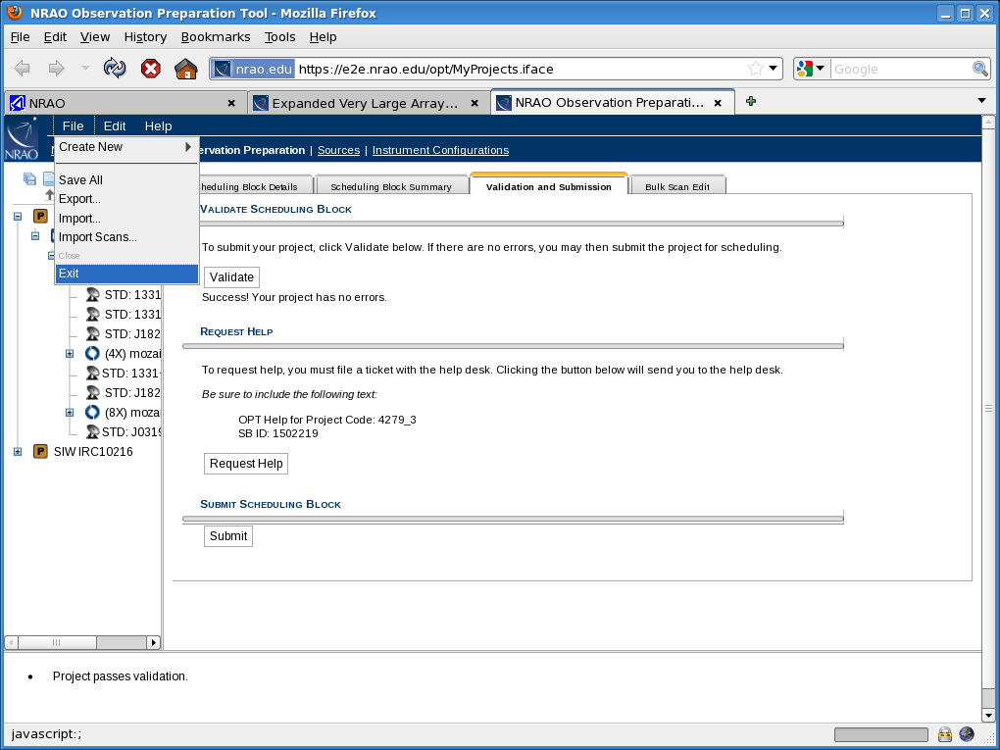 NRAO Observation Preparation Tool - Mozilla Firefox
File Edit View History Bookmarks Tools Help
nrao.edu https://e2e.nrao.edu/opt/MyProjects.iface Google
NRAO Expanded Very Large Array... NRAO Observation Preparati...
NRAO
File Edit Help
ervation Preparation | Sources | Instrument Configurations
Create New
Save All
Export...
Import...
Import Scans...
Close
Exit
heduling Block Details Scheduling Block Summary Validation and Submission Bulk Scan Edit
P
STD: 1331
STD: 1331
STD: J182
(4X) mozai
STD: 1331
STD: J182
(8X) moza
STD: J0319
P SIW IRC10216
VALIDATE SCHEDULING BLOCK
To submit your project, click Validate below. If there are no errors, you may then submit the project for scheduling.
Validate
Success! Your project has no errors.
REQUEST HELP
To request help, you must file a ticket with the help desk. Clicking the button below will send you to the help desk.
Be sure to include the following text:
OPT Help for Project Code: 4279_3
SB ID: 1502219
Request Help
SUBMIT SCHEDULING BLOCK
Submit
• Project passes validation.
javascript:;